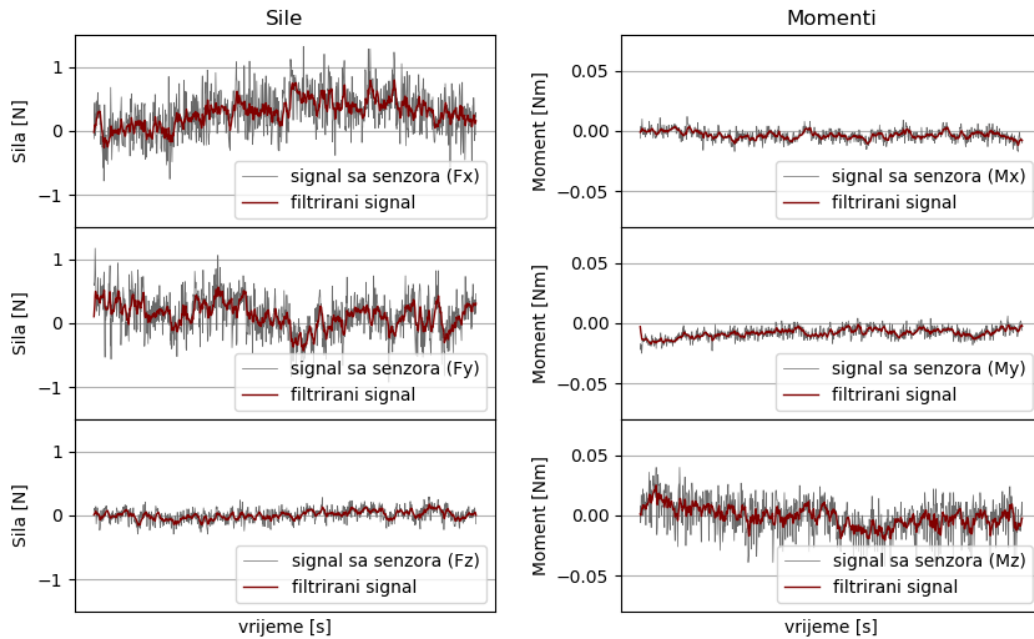 Sile
Sila [N]
1
0
−1
signal sa senzora (Fx)
filtrirani signal
Sila [N]
1
0
−1
signal sa senzora (Fy)
filtrirani signal
Sila [N]
1
0
−1
signal sa senzora (Fz)
filtrirani signal
vrijeme [s]
Momenti
Moment [Nm]
0.05
0.00
−0.05
signal sa senzora (Mx)
filtrirani signal
Moment [Nm]
0.05
0.00
−0.05
signal sa senzora (My)
filtrirani signal
Moment [Nm]
0.05
0.00
−0.05
signal sa senzora (Mz)
filtrirani signal
vrijeme [s]